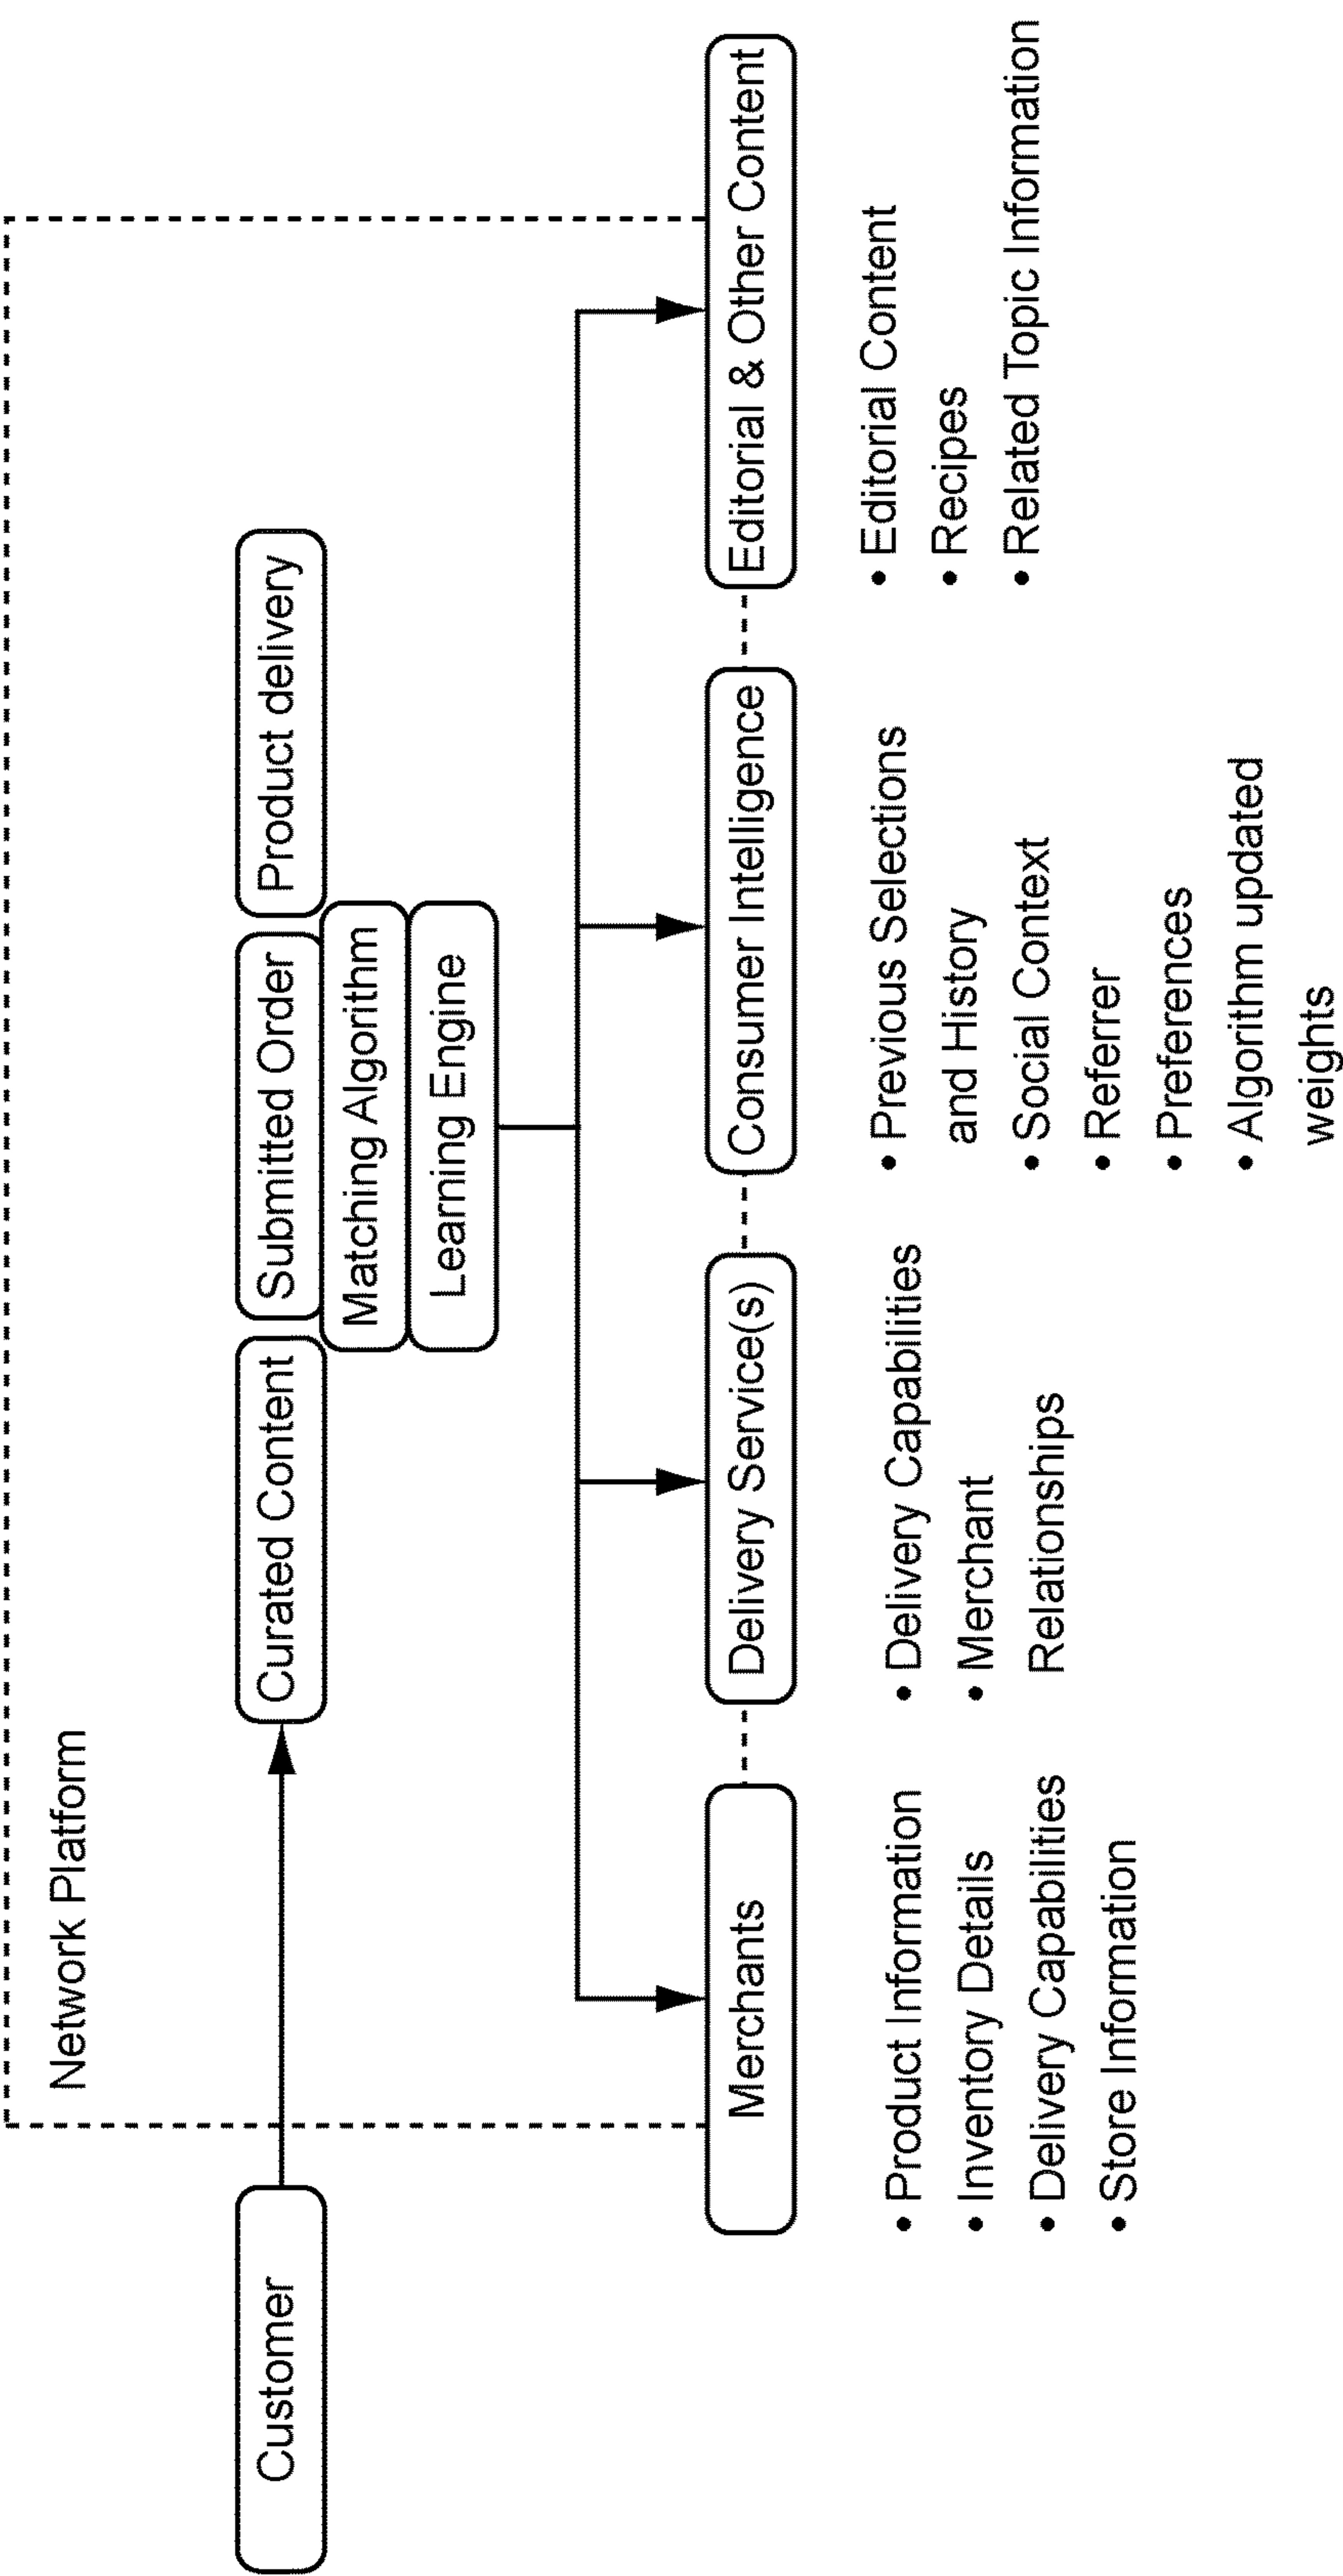 Network Platform
Customer
Curated Content
Submitted Order
Product delivery
Matching Algorithm
Learning Engine
Merchants
Delivery Service(s)
Consumer Intelligence
Editorial & Other Content
• Product Information
• Inventory Details
• Delivery Capabilities
• Store Information
• Delivery Capabilities
• Merchant
Relationships
• Previous Selections
and History
• Social Context
• Referrer
• Preferences
• Algorithm updated
weights
• Editorial Content
• Recipes
• Related Topic Information